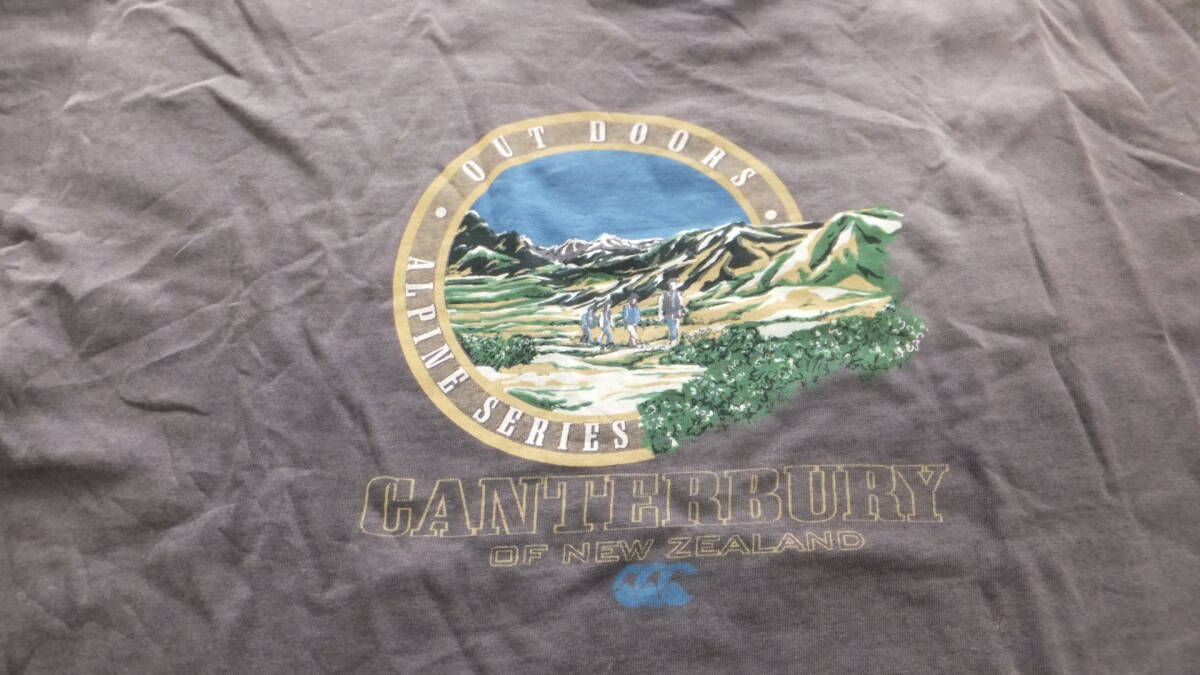 OUT DOORS
ALPINE SERIES
CANTERBURY
OF NEW ZEALAND